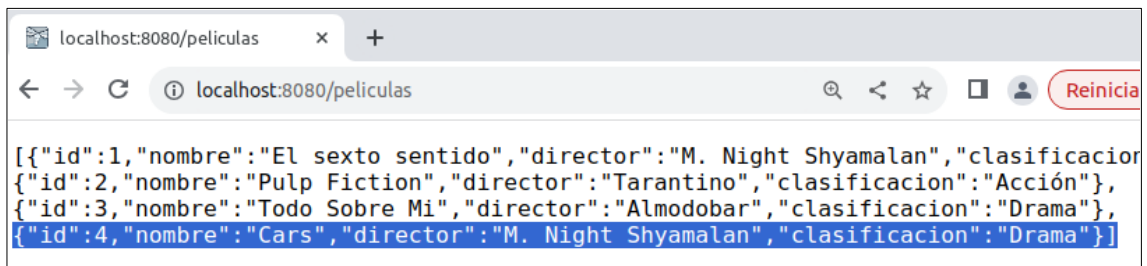 localhost:8080/peliculas × +
localhost:8080/peliculas Reinicia
[{"id":1,"nombre":"El sexto sentido","director":"M. Night Shyamalan","clasificacion
{"id":2,"nombre":"Pulp Fiction","director":"Tarantino","clasificacion":"Acción"},
{"id":3,"nombre":"Todo Sobre Mi","director":"Almodobar","clasificacion":"Drama"},
{"id":4,"nombre":"Cars","director":"M. Night Shyamalan","clasificacion":"Drama"}]